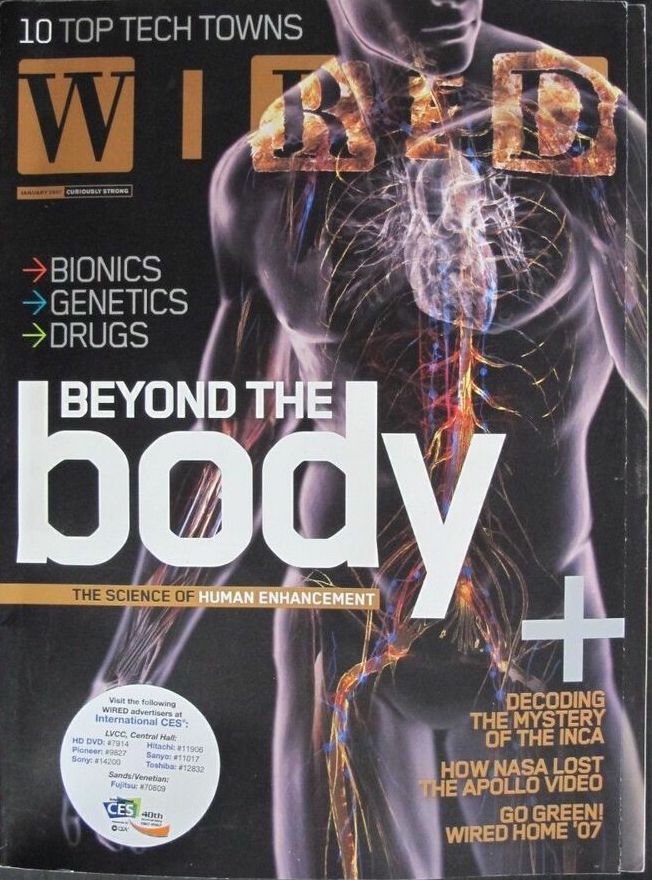 10 TOP TECH TOWNS
WIRED
JANUARY 2007 CURIOUSLY STRONG
→BIONICS
→GENETICS
→DRUGS
BEYOND THE
body
THE SCIENCE OF HUMAN ENHANCEMENT
+
DECODING
THE MYSTERY
OF THE INCA
HOW NASA LOST
THE APOLLO VIDEO
GO GREEN!
WIRED HOME '07
Visit the following
WIRED advertisers at
International CES®:
LVCC, Central Hall:
HD DVD: #7914
Pioneer: #9827
Sony: #14200
Hitachi: #11906
Sanyo: #11017
Toshiba: #12832
Sands/Venetian:
Fujitsu: #70809
CES
40th